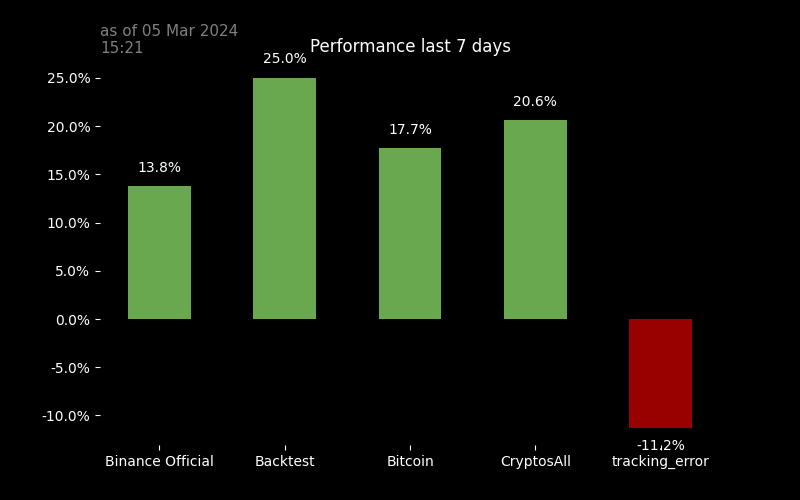 as of 05 Mar 2024
15:21
Performance last 7 days
25.0%
20.0%
15.0%
10.0%
5.0%
0.0%
-5.0%
-10.0%
13.8%
25.0%
17.7%
20.6%
-11.2%
Binance Official
Backtest
Bitcoin
CryptosAll
tracking_error